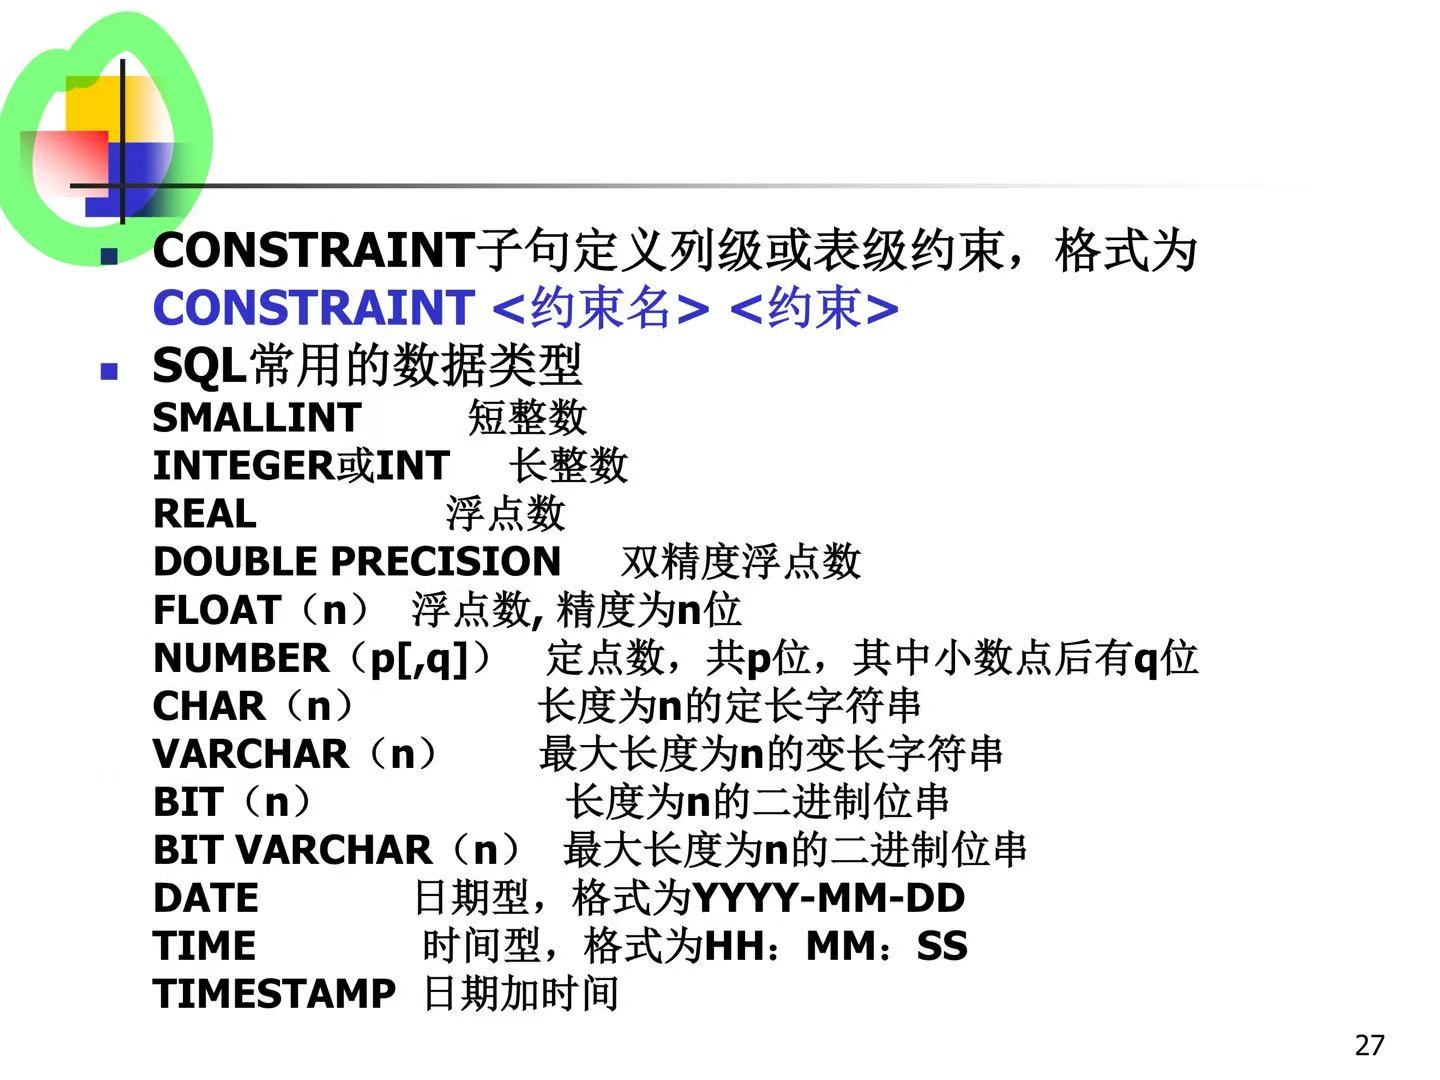 CONSTRAINT子句定义列级或表级约束，格式为
CONSTRAINT <约束名> <约束>
SQL常用的数据类型
SMALLINT 短整数
INTEGER或INT 长整数
REAL 浮点数
DOUBLE PRECISION 双精度浮点数
FLOAT（n） 浮点数, 精度为n位
NUMBER（p[,q]） 定点数，共p位，其中小数点后有q位
CHAR（n） 长度为n的定长字符串
VARCHAR（n） 最大长度为n的变长字符串
BIT（n） 长度为n的二进制位串
BIT VARCHAR（n） 最大长度为n的二进制位串
DATE 日期型，格式为YYYY-MM-DD
TIME 时间型，格式为HH：MM：SS
TIMESTAMP 日期加时间
27